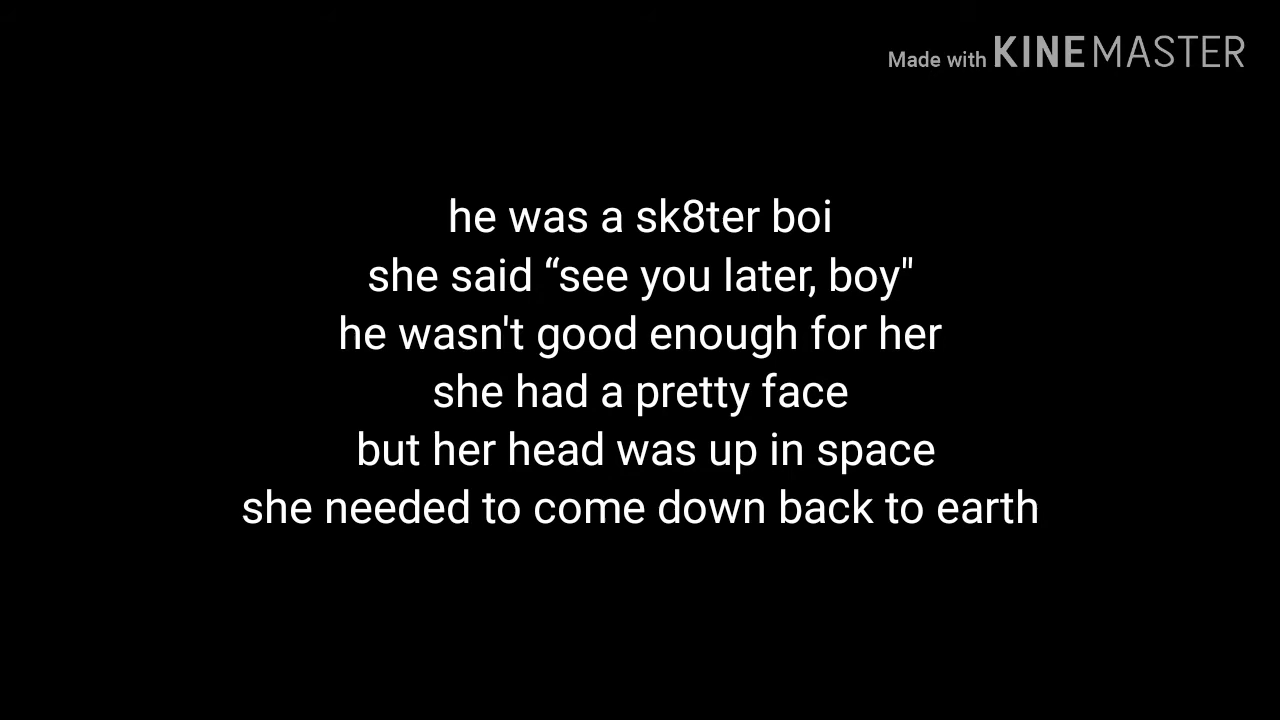 Made with KINEMASTER
he was a sk8ter boi
she said “see you later, boy"
he wasn't good enough for her
she had a pretty face
but her head was up in space
she needed to come down back to earth